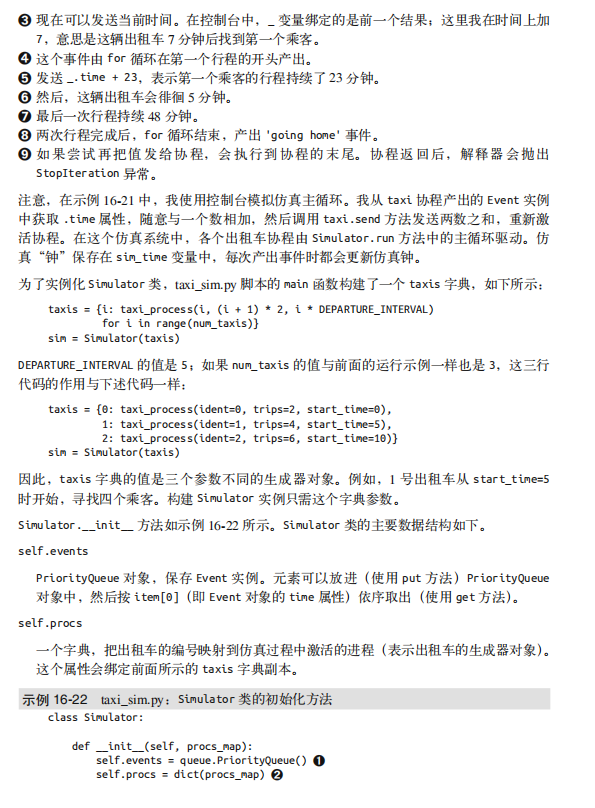 ❸ 现在可以发送当前时间。在控制台中，_ 变量绑定的是前一个结果；这里我在时间上加
7，意思是这辆出租车 7 分钟后找到第一个乘客。
❹ 这个事件由 for 循环在第一个行程的开头产出。
❺ 发送 _.time + 23，表示第一个乘客的行程持续了 23 分钟。
❻ 然后，这辆出租车会徘徊 5 分钟。
❼ 最后一次行程持续 48 分钟。
❽ 两次行程完成后，for 循环结束，产出 'going home' 事件。
❾ 如果尝试再把值发给协程，会执行到协程的末尾。协程返回后，解释器会抛出
StopIteration 异常。
注意，在示例 16-21 中，我使用控制台模拟仿真主循环。我从 taxi 协程产出的 Event 实例
中获取 .time 属性，随意与一个数相加，然后调用 taxi.send 方法发送两数之和，重新激
活协程。在这个仿真系统中，各个出租车协程由 Simulator.run 方法中的主循环驱动。仿
真“钟”保存在 sim_time 变量中，每次产出事件时都会更新仿真钟。
为了实例化 Simulator 类，taxi_sim.py 脚本的 main 函数构建了一个 taxis 字典，如下所示：
taxis = {i: taxi_process(i, (i + 1) * 2, i * DEPARTURE_INTERVAL)
for i in range(num_taxis)}
sim = Simulator(taxis)
DEPARTURE_INTERVAL 的值是 5；如果 num_taxis 的值与前面的运行示例一样也是 3，这三行
代码的作用与下述代码一样：
taxis = {0: taxi_process(ident=0, trips=2, start_time=0),
1: taxi_process(ident=1, trips=4, start_time=5),
2: taxi_process(ident=2, trips=6, start_time=10)}
sim = Simulator(taxis)
因此，taxis 字典的值是三个参数不同的生成器对象。例如，1 号出租车从 start_time=5
时开始，寻找四个乘客。构建 Simulator 实例只需这个字典参数。
Simulator.__init__ 方法如示例 16-22 所示。Simulator 类的主要数据结构如下。
self.events
PriorityQueue 对象，保存 Event 实例。元素可以放进（使用 put 方法）PriorityQueue
对象中，然后按 item[0]（即 Event 对象的 time 属性）依序取出（使用 get 方法）。
self.procs
一个字典，把出租车的编号映射到仿真过程中激活的进程（表示出租车的生成器对象）。
这个属性会绑定前面所示的 taxis 字典副本。
示例 16-22 taxi_sim.py：Simulator 类的初始化方法
class Simulator:
def __init__(self, procs_map):
self.events = queue.PriorityQueue() ❶
self.procs = dict(procs_map) ❷